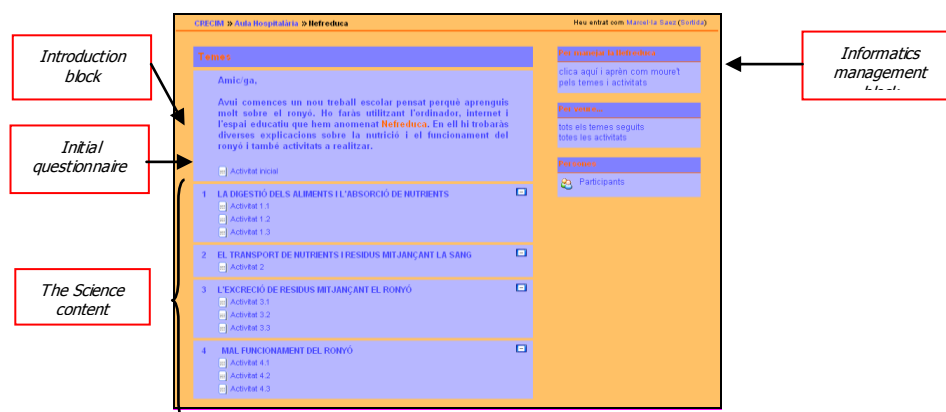 CRECIM » Aula Hospitalària » Nefreduca
Heu entrat com Marcel·la Saez (Sortida)
Introduction
block
Initial
questionnaire
The Science
content
Informatics
management
Amic/ga,
Avui comences un nou treball escolar pensat perquè aprenguis
molt sobre el ronyó. Ho faràs utilitzant l'ordinador, internet i
l'espai educatiu que hem anomenat Nefreduca. En ell hi trobaràs
diverses explicacions sobre la nutrició i el funcionament del
ronyó i també activitats a realitzar.
Activitat inicial
1 LA DIGESTIÓ DELS ALIMENTS I L'ABSORCIÓ DE NUTRIENTS
Activitat 1.1
Activitat 1.2
Activitat 1.3
2 EL TRANSPORT DE NUTRIENTS I RESIDUS MITJANÇANT LA SANG
Activitat 2
3 L'EXCRECIÓ DE RESIDUS MITJANÇANT EL RONYÓ
Activitat 3.1
Activitat 3.2
Activitat 3.3
4 MAL FUNCIONAMENT DEL RONYÓ
Activitat 4.1
Activitat 4.2
Activitat 4.3
clica aquí i aprèn com moure't
pels temes i activitats
tots els temes seguits
totes les activitats
Participants